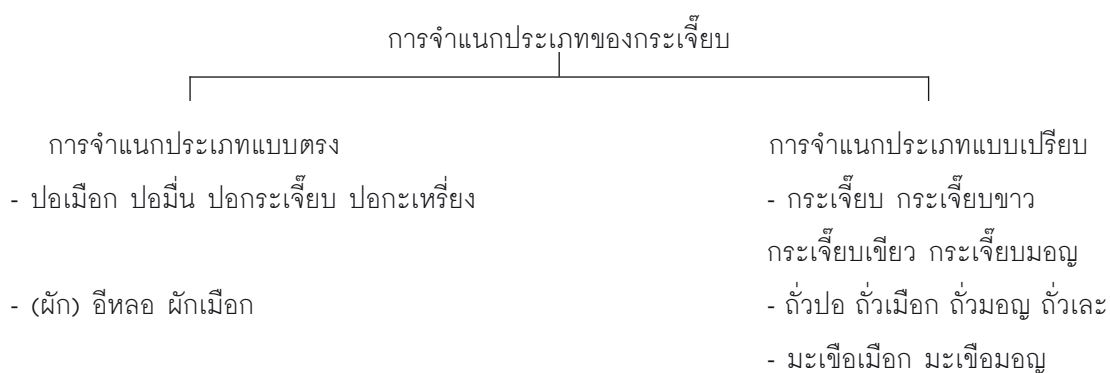 การจำแนกประเภทของกระเจี๊ยบ
การจำแนกประเภทแบบตรง
- ปอเมือก ปอมื่น ปอกระเจี๊ยบ ปอกะเหรี่ยง
- (ผัก) อีหลอ ผักเมือก
การจำแนกประเภทแบบเปรียบ
- กระเจี๊ยบ กระเจี๊ยบขาว
กระเจี๊ยบเขียว กระเจี๊ยบมอญ
- ถั่วปอ ถั่วเมือก ถั่วมอญ ถั่วเละ
- มะเขือเมือก มะเขือมอญ